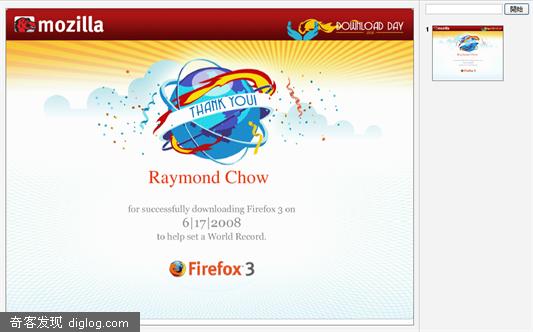 mozilla
DOWNLOAD DAY
2008
THANK YOU!
Raymond Chow
for successfully downloading Firefox 3 on
6|17|2008
to help set a World Record.
Firefox 3
奇客发现 diglog.com
開始
1